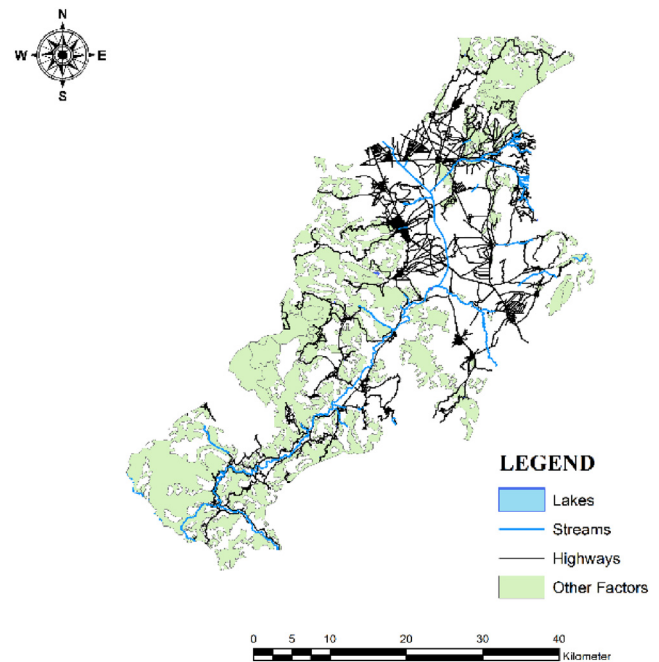 N
W E
S
LEGEND
Lakes
Streams
Highways
Other Factors
0 5 10 20 30 40
Kilometer